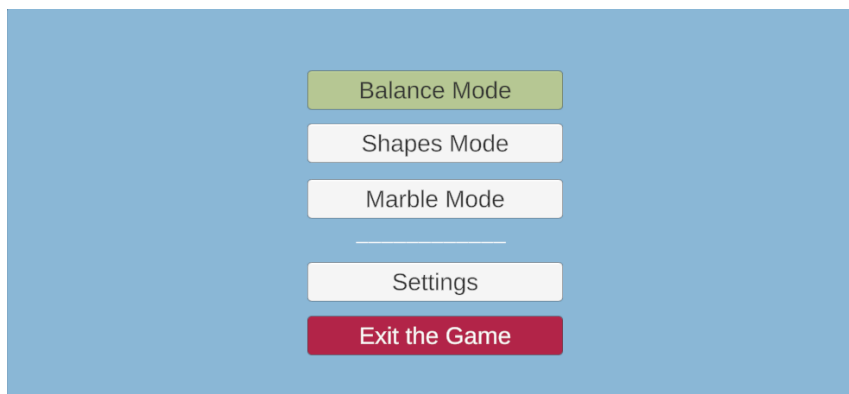 Balance Mode
Shapes Mode
Marble Mode
Settings
Exit the Game